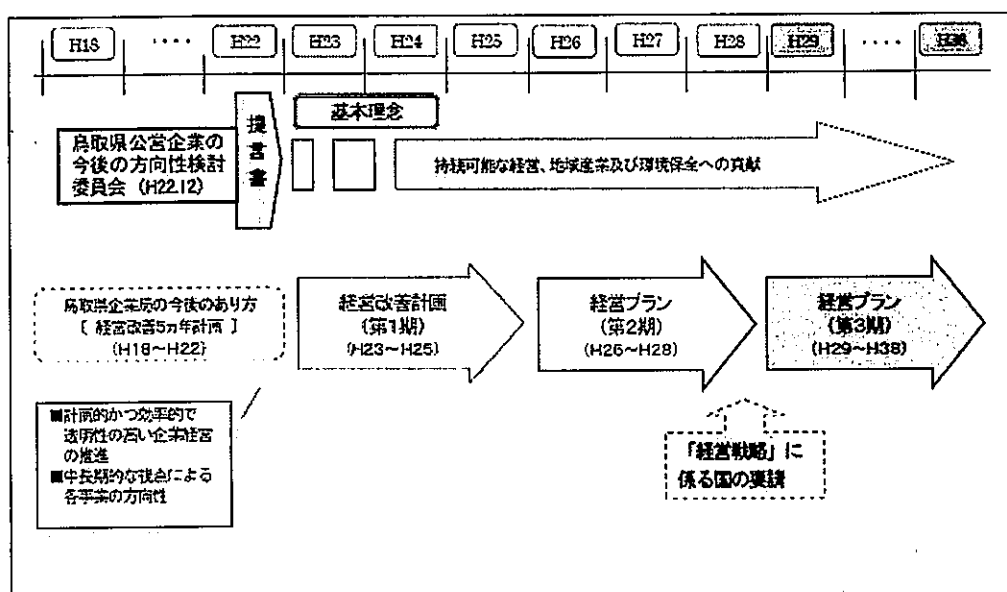 H18 ‥‥ H22 H23 H24 H25 H26 H27 H28 H29 ‥‥ H38
基本理念
提言書
鳥取県公営企業の
今後の方向性検討
委員会（H22.12）
持続可能な経営、地域産業及び環境保全への貢献
鳥取県企業局の今後のあり方
［ 経営改善5ヵ年計画 ］
（H18～H22）
経営改善計画
（第1期）
（H23～H25）
経営プラン
（第2期）
（H26～H28）
経営プラン
（第3期）
（H29～H38）
■計画的かつ効率的で
透明性の高い企業経営
の推進
■中長期的な視点による
各事業の方向性
「経営戦略」に
係る国の要請